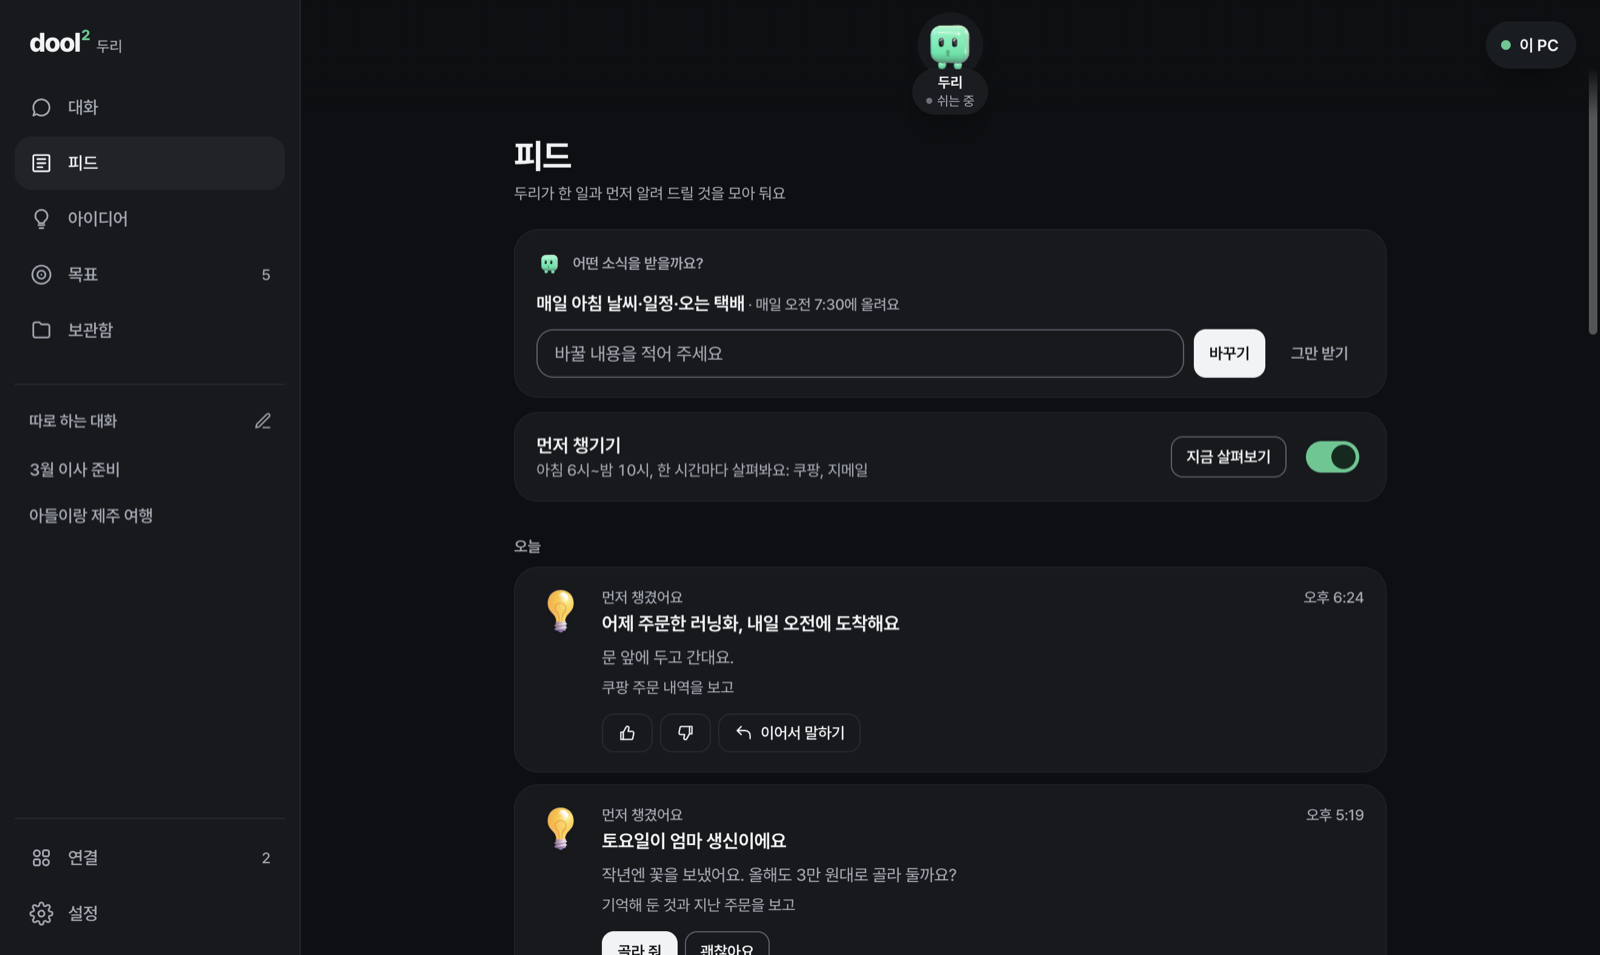 dool² 두리
대화
피드
아이디어
목표 5
보관함
따로 하는 대화
3월 이사 준비
아들이랑 제주 여행
연결 2
설정
두리
쉬는 중
이 PC
피드
두리가 한 일과 먼저 알려 드릴 것을 모아 둬요
어떤 소식을 받을까요?
매일 아침 날씨·일정·오는 택배 · 매일 오전 7:30에 올려요
바꿀 내용을 적어 주세요
바꾸기
그만 받기
먼저 챙기기
아침 6시~밤 10시, 한 시간마다 살펴봐요: 쿠팡, 지메일
지금 살펴보기
오늘
먼저 챙겼어요
오후 6:24
어제 주문한 러닝화, 내일 오전에 도착해요
문 앞에 두고 간대요.
쿠팡 주문 내역을 보고
이어서 말하기
먼저 챙겼어요
오후 5:19
토요일이 엄마 생신이에요
작년엔 꽃을 보냈어요. 올해도 3만 원대로 골라 둘까요?
기억해 둔 것과 지난 주문을 보고
골라 줘
괜찮아요